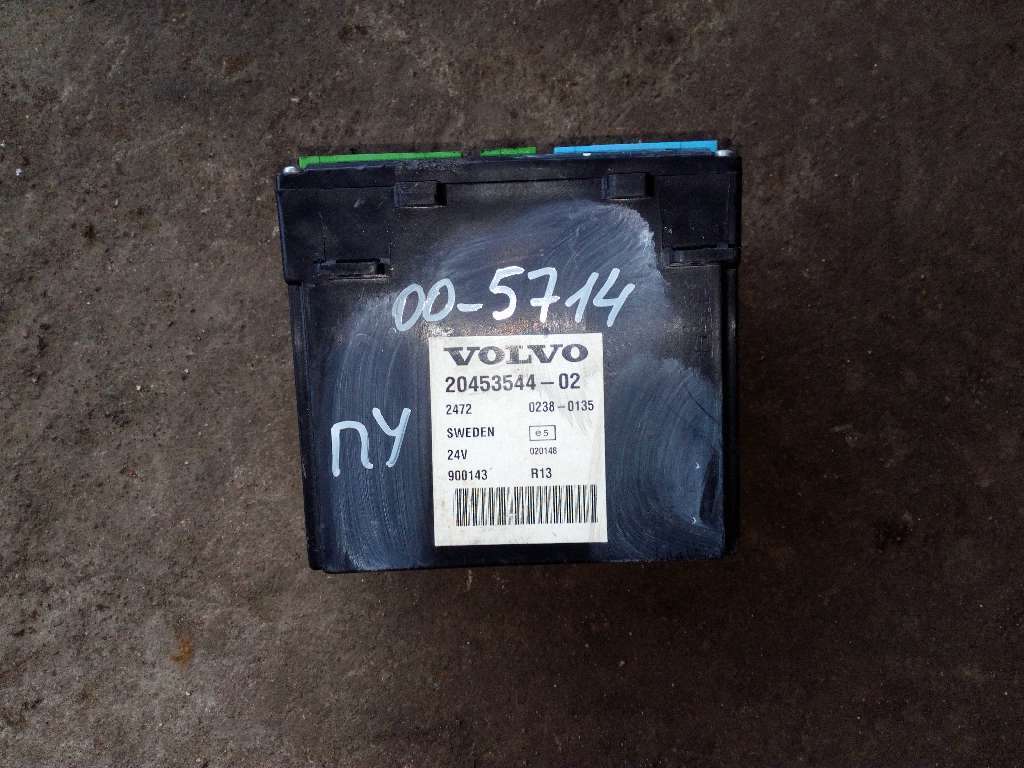 00-5714
ПУ
VOLVO
20453544-02
2472 0238-0135
SWEDEN e5
24V 020148
900143 R13